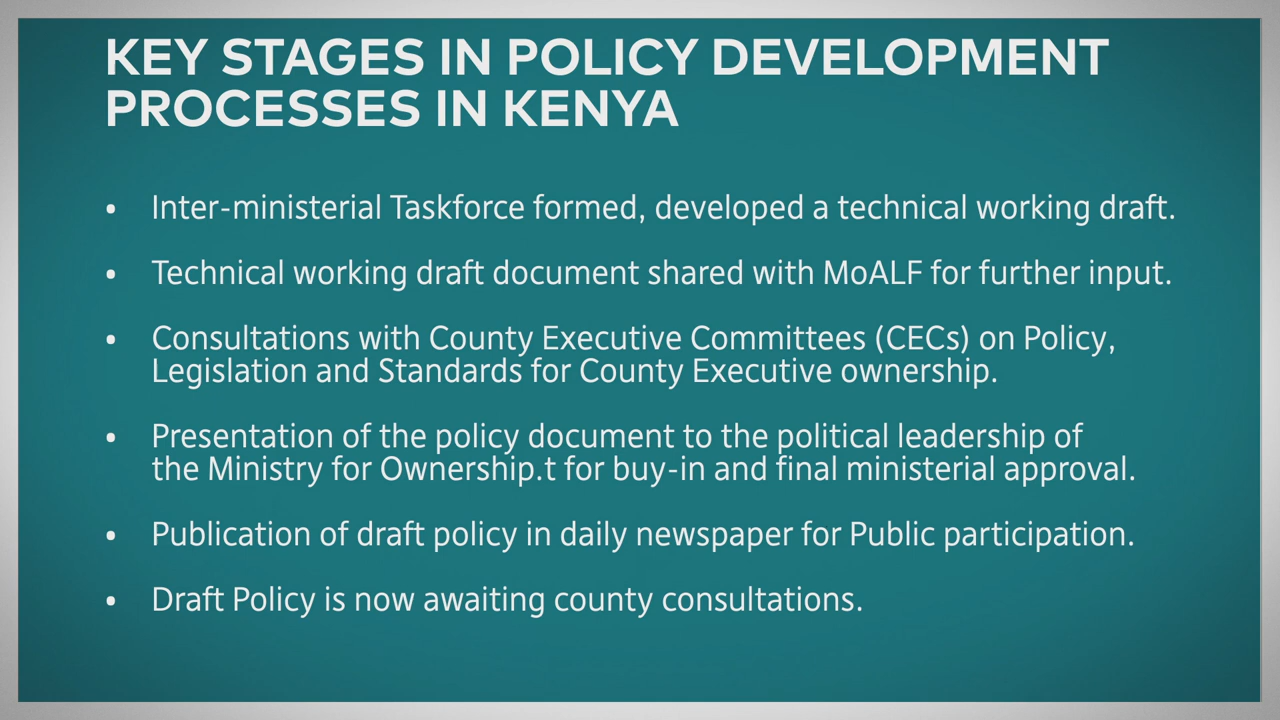 KEY STAGES IN POLICY DEVELOPMENT
PROCESSES IN KENYA
• Inter-ministerial Taskforce formed, developed a technical working draft.
• Technical working draft document shared with MoALF for further input.
• Consultations with County Executive Committees (CECs) on Policy,
Legislation and Standards for County Executive ownership.
• Presentation of the policy document to the political leadership of
the Ministry for Ownership.t for buy-in and final ministerial approval.
• Publication of draft policy in daily newspaper for Public participation.
• Draft Policy is now awaiting county consultations.